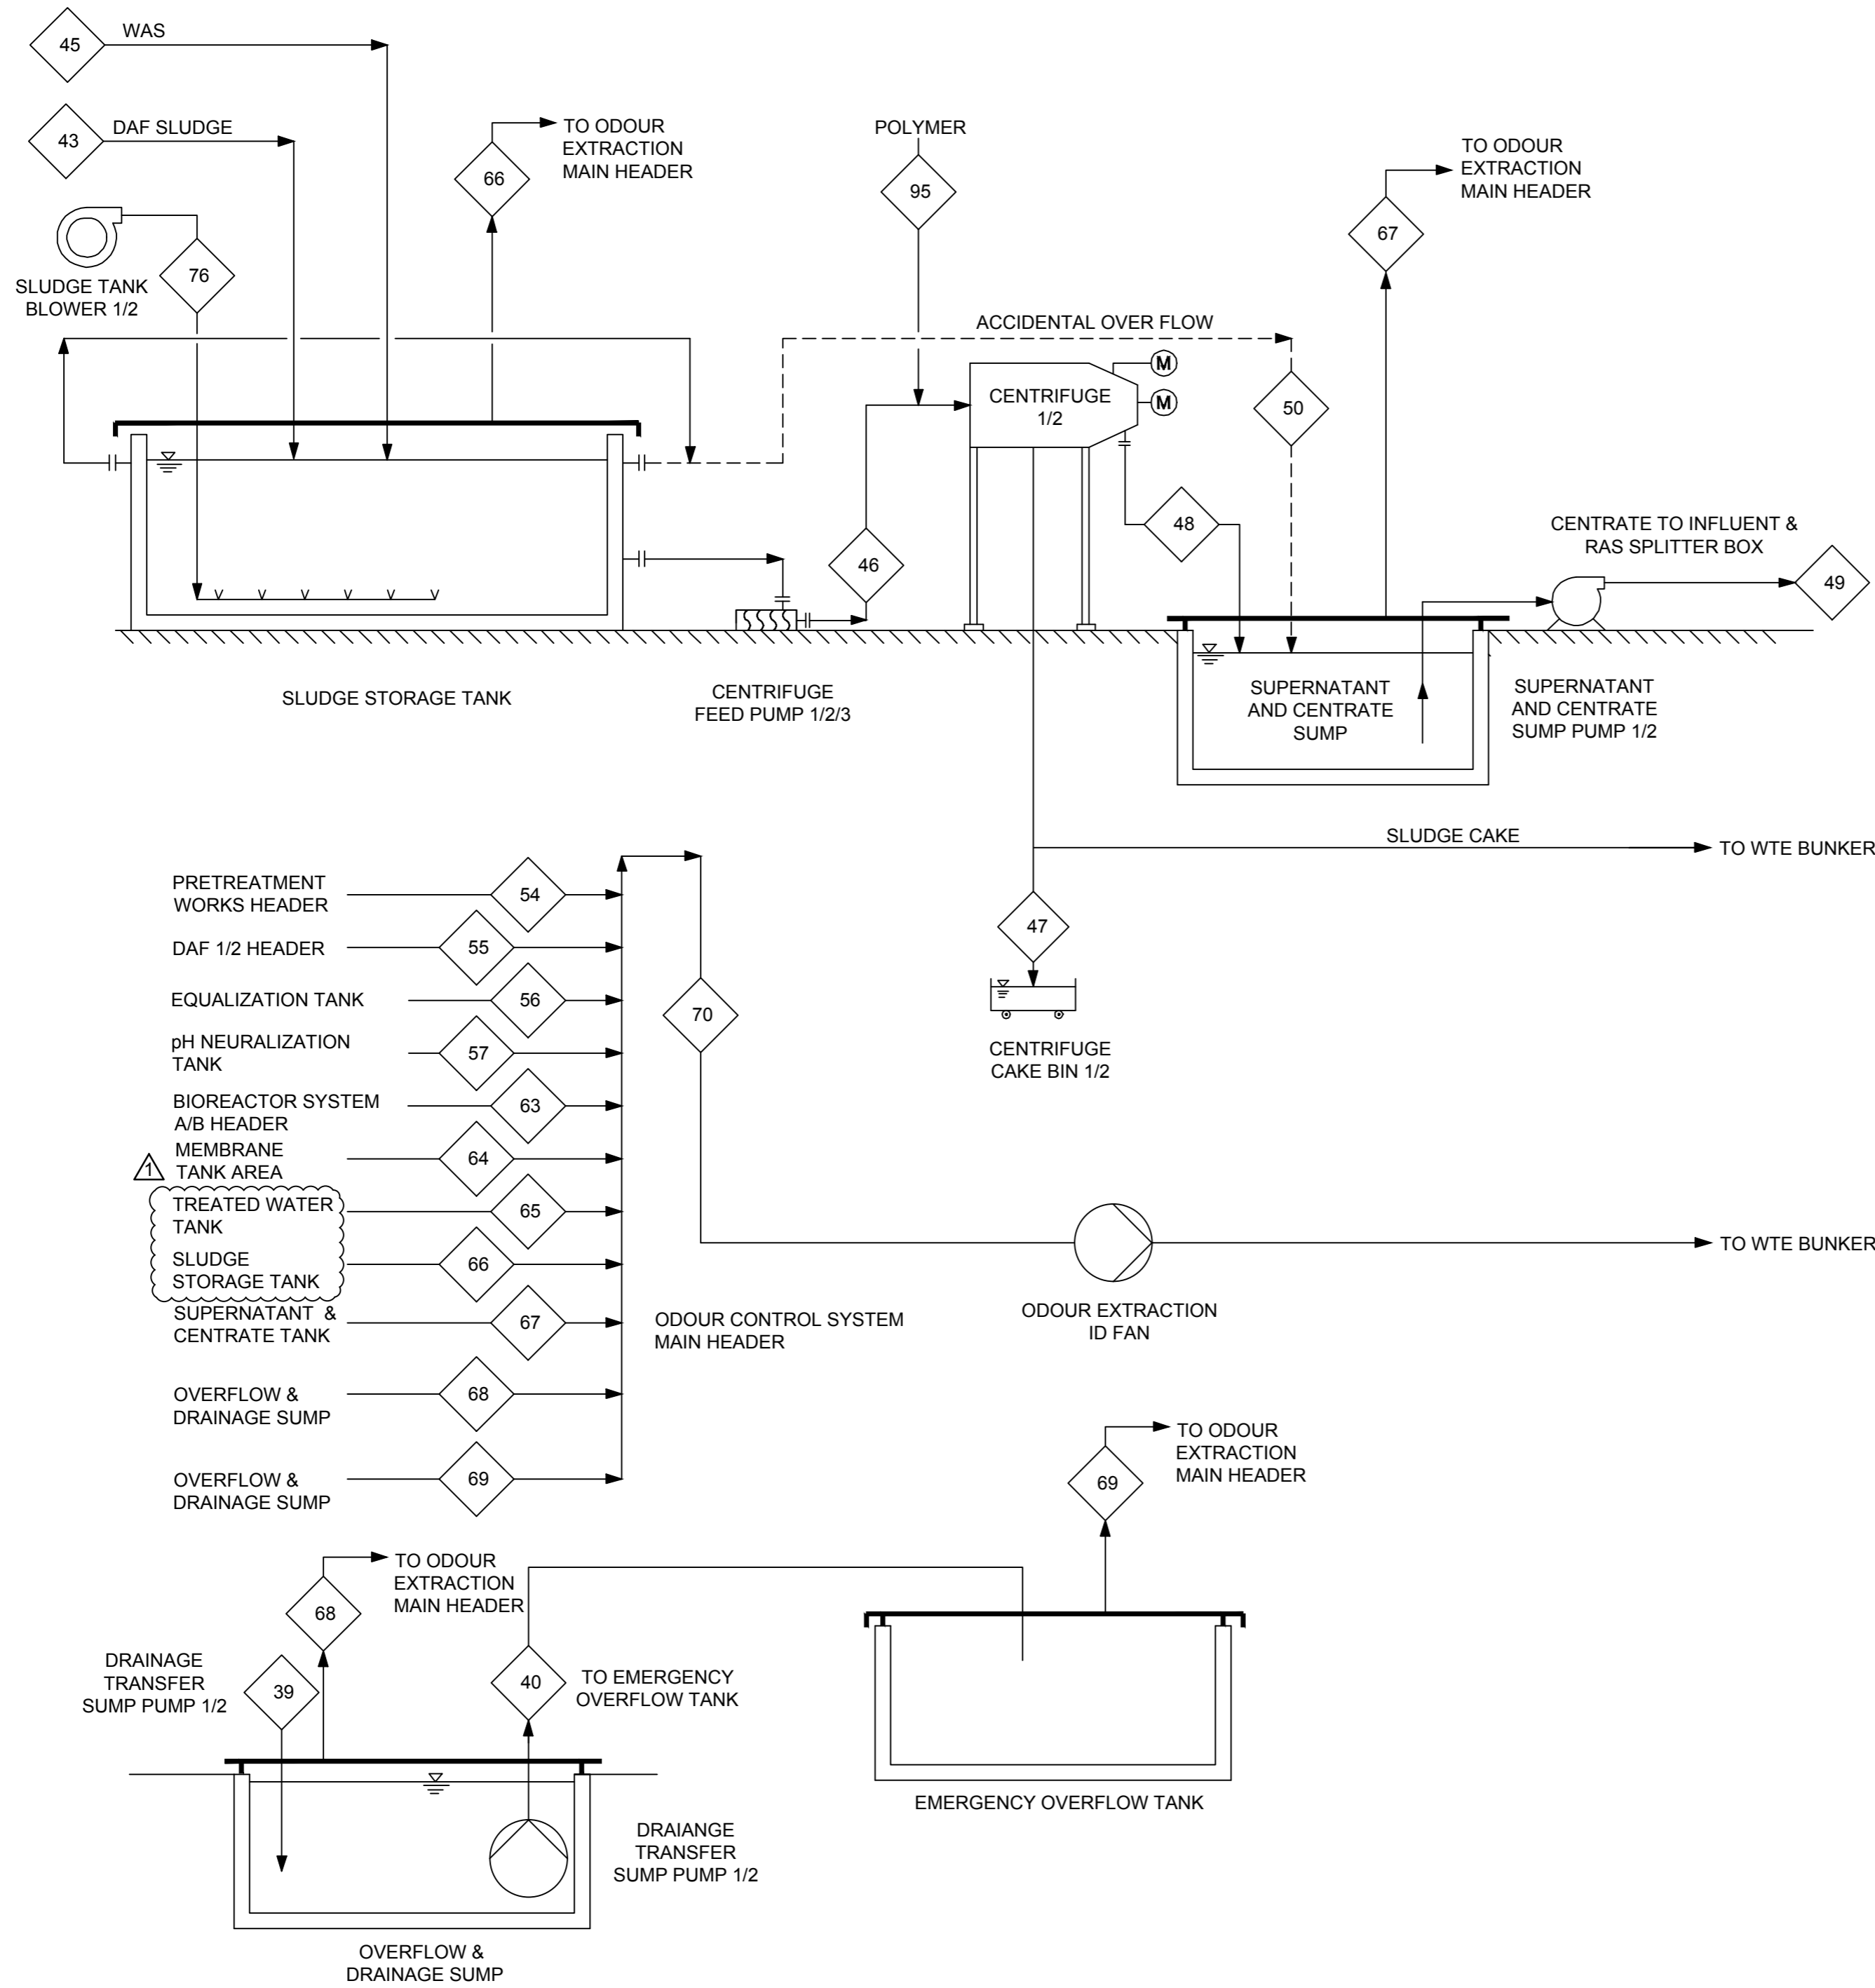 45
WAS
43
DAF SLUDGE
66
TO ODOUR
EXTRACTION
MAIN HEADER
POLYMER
95
TO ODOUR
EXTRACTION
MAIN HEADER
67
76
SLUDGE TANK
BLOWER 1/2
ACCIDENTAL OVER FLOW
CENTRIFUGE
1/2
M
M
50
46
48
CENTRATE TO INFLUENT &
RAS SPLITTER BOX
49
SLUDGE STORAGE TANK
CENTRIFUGE
FEED PUMP 1/2/3
SUPERNATANT
AND CENTRATE
SUMP
SUPERNATANT
AND CENTRATE
SUMP PUMP 1/2
SLUDGE CAKE
TO WTE BUNKER
47
CENTRIFUGE
CAKE BIN 1/2
PRETREATMENT
WORKS HEADER
54
DAF 1/2 HEADER
55
EQUALIZATION TANK
56
pH NEURALIZATION
TANK
57
BIOREACTOR SYSTEM
A/B HEADER
63
1
MEMBRANE
TANK AREA
64
TREATED WATER
TANK
65
SLUDGE
STORAGE TANK
66
SUPERNATANT &
CENTRATE TANK
67
OVERFLOW &
DRAINAGE SUMP
68
OVERFLOW &
DRAINAGE SUMP
69
70
ODOUR CONTROL SYSTEM
MAIN HEADER
ODOUR EXTRACTION
ID FAN
TO WTE BUNKER
69
TO ODOUR
EXTRACTION
MAIN HEADER
68
TO ODOUR
EXTRACTION
MAIN HEADER
DRAINAGE
TRANSFER
SUMP PUMP 1/2
39
40
TO EMERGENCY
OVERFLOW TANK
EMERGENCY OVERFLOW TANK
DRAIANGE
TRANSFER
SUMP PUMP 1/2
OVERFLOW &
DRAINAGE SUMP